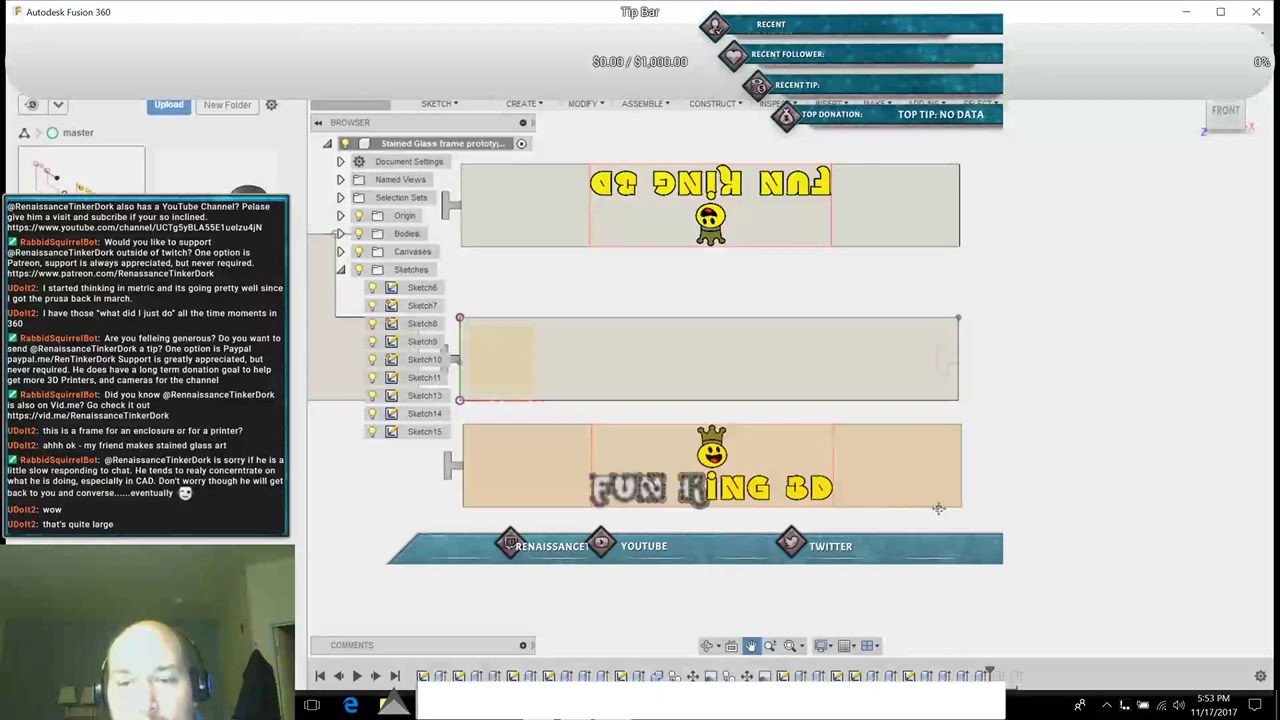 Autodesk Fusion 360
Tip Bar
RECENT
$0.00 / $1,000.00
RECENT FOLLOWER:
0%
RECENT TIP:
TOP DONATION:
TOP TIP: NO DATA
Upload
New Folder
SKETCH
CREATE
MODIFY
ASSEMBLE
CONSTRUCT
FRONT
master
BROWSER
Stained Glass frame prototyp...
Document Settings
Named Views
Selection Sets
Origin
Bodies
Canvases
Sketches
Sketch6
Sketch7
Sketch8
Sketch9
Sketch10
Sketch11
Sketch13
Sketch14
Sketch15
FUN KING 3D
FUN KING 3D
@RenaissanceTinkerDork also has a YouTube Channel? Pelase
give him a visit and subcribe if your so inclined.
https://www.youtube.com/channel/UCTg5yBLA55E1uelzu4jN
RabbidSquirrelBot: Would you like to support
@RenaissanceTinkerDork outside of twitch? One option is
Patreon, support is always appreciated, but never required.
https://www.patreon.com/RenassanceTinkerDork
UDoIt2: I started thinking in metric and its going pretty well since
I got the prusa back in march.
UDoIt2: I have those "what did I just do" all the time moments in
360
RabbidSquirrelBot: Are you felleing generous? Do you want to
send @RenaissanceTinkerDork a tip? One option is Paypal
paypal.me/RenTinkerDork Support is greatly appreciated, but
never required. He does have a long term donation goal to help
get more 3D Printers, and cameras for the channel
RabbidSquirrelBot: Did you know @RennaissanceTinkerDork
is also on Vid.me? Go check it out
https://vid.me/RenaissanceTinkerDork
UDoIt2: this is a frame for an enclosure or for a printer?
UDoIt2: ahhh ok - my friend makes stained glass art
RabbidSquirrelBot: @RenaissanceTinkerDork is sorry if he is a
little slow responding to chat. He tends to realy concerntrate on
what he is doing, especially in CAD. Don't worry though he will get
back to you and converse......eventually
UDoIt2: wow
UDoIt2: that's quite large
RENAISSANCET
YOUTUBE
TWITTER
COMMENTS
5:53 PM
11/17/2017